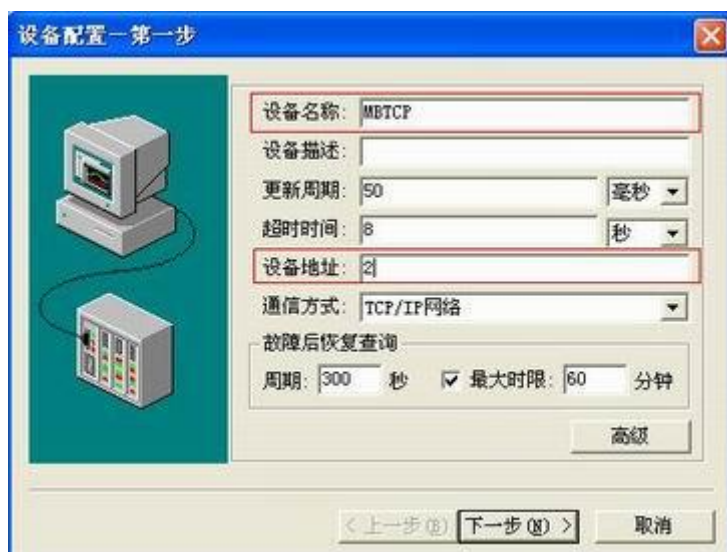 设备配置－第一步
设备名称: MBTCP
设备描述:
更新周期: 50 毫秒
超时时间: 8 秒
设备地址: 2
通信方式: TCP/IP网络
故障后恢复查询
周期: 300 秒 最大时限: 60 分钟
高级
< 上一步(B) 下一步(N) > 取消